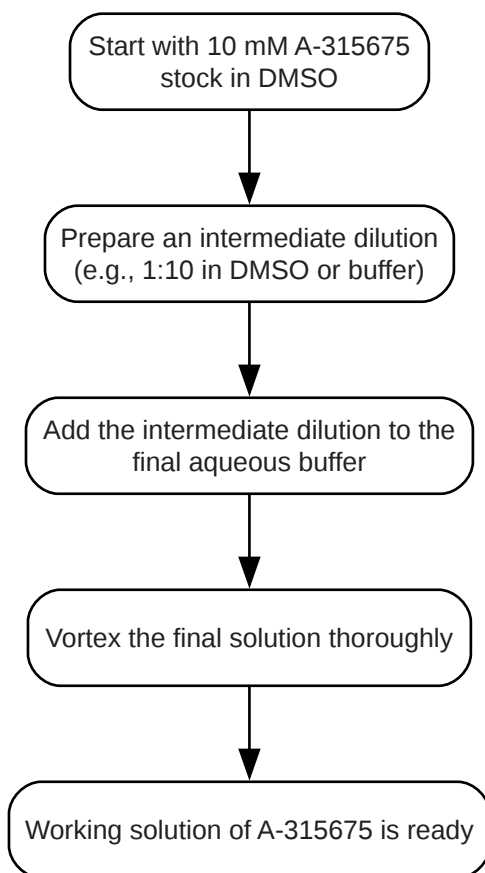 Start with 10 mM A-315675
stock in DMSO
Prepare an intermediate dilution
(e.g., 1:10 in DMSO or buffer)
Add the intermediate dilution to the
final aqueous buffer
Vortex the final solution thoroughly
Working solution of A-315675 is ready